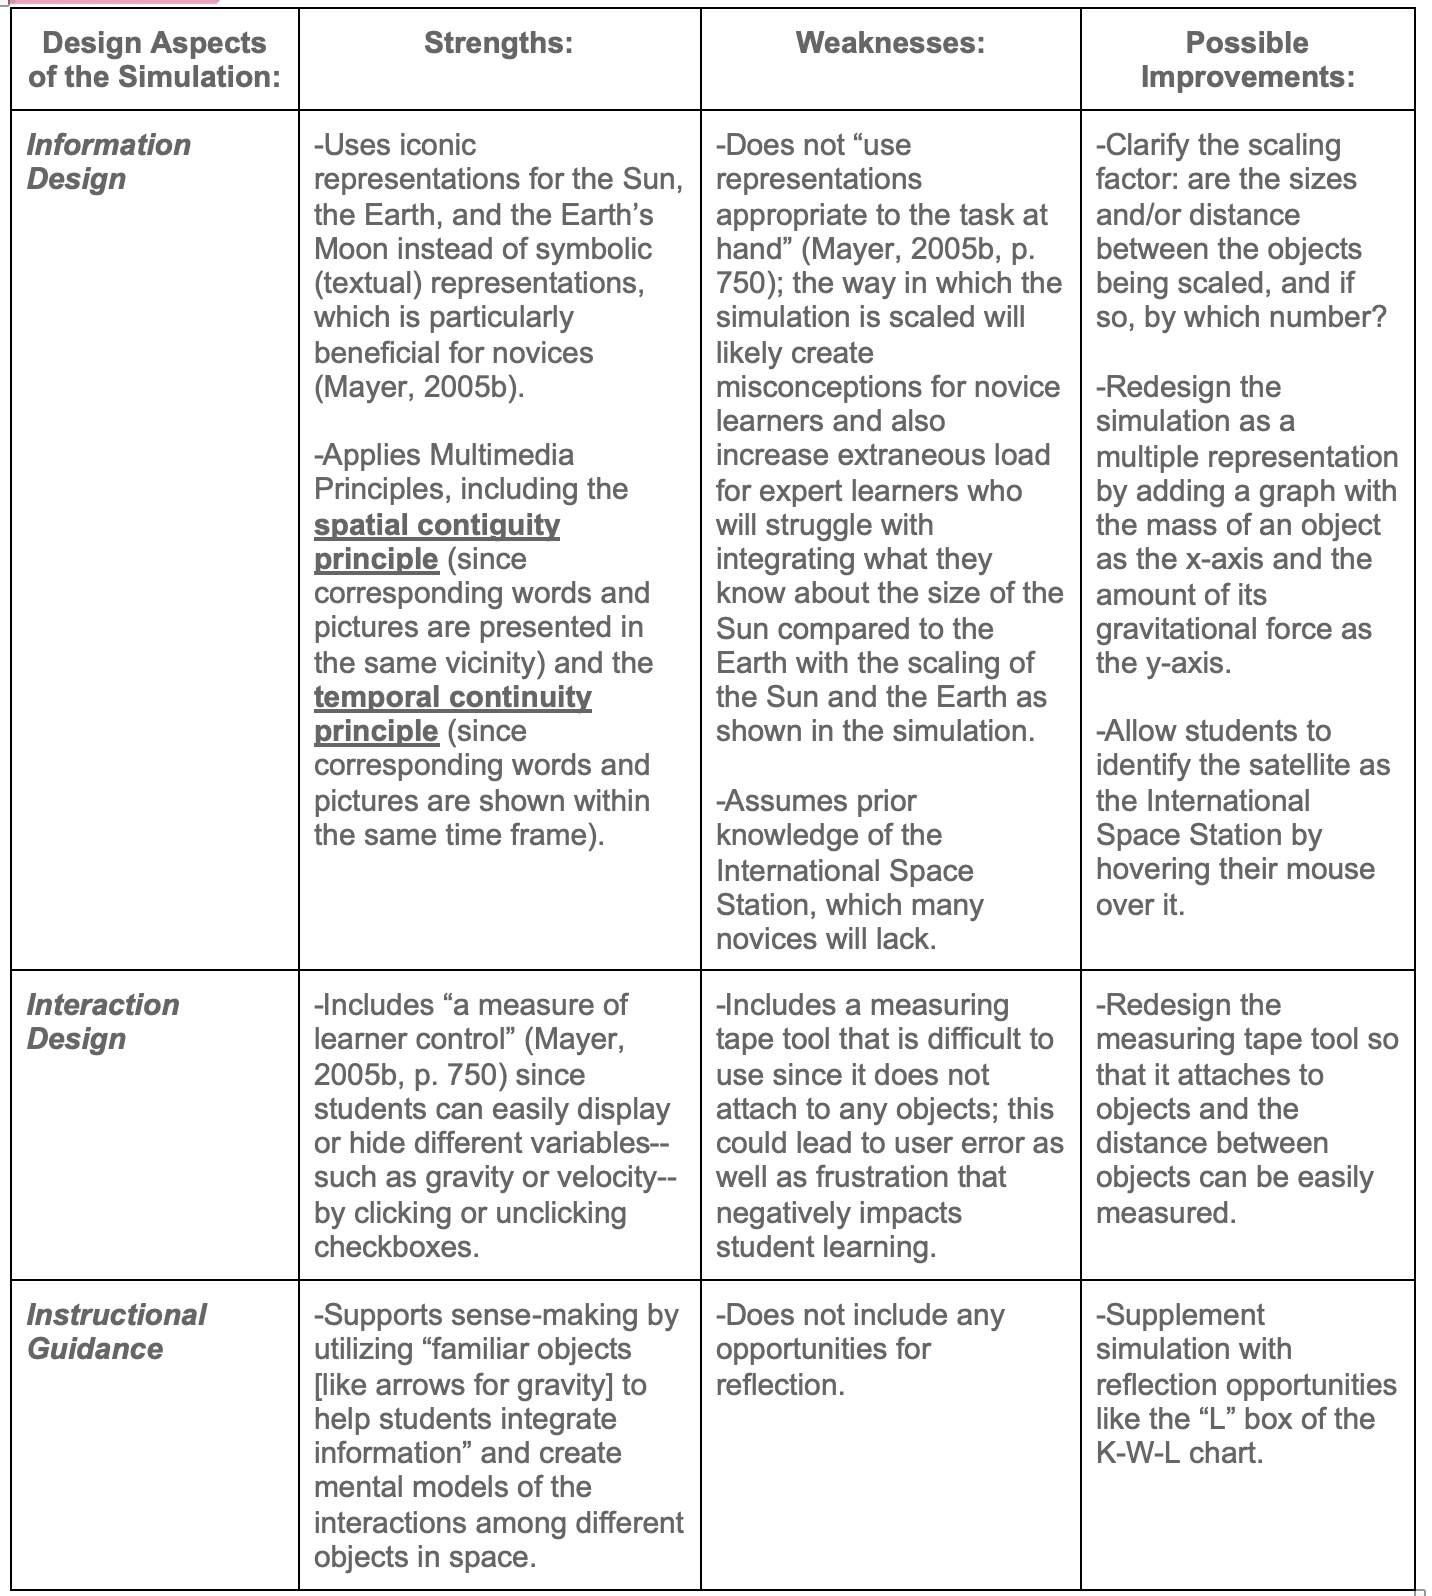 Design Aspects
of the Simulation:
Strengths:
Weaknesses:
Possible
Improvements:
Information
Design
-Uses iconic
representations for the Sun,
the Earth, and the Earth’s
Moon instead of symbolic
(textual) representations,
which is particularly
beneficial for novices
(Mayer, 2005b).
-Applies Multimedia
Principles, including the
spatial contiguity
principle (since
corresponding words and
pictures are presented in
the same vicinity) and the
temporal continuity
principle (since
corresponding words and
pictures are shown within
the same time frame).
-Does not “use
representations
appropriate to the task at
hand” (Mayer, 2005b, p.
750); the way in which the
simulation is scaled will
likely create
misconceptions for novice
learners and also
increase extraneous load
for expert learners who
will struggle with
integrating what they
know about the size of the
Sun compared to the
Earth with the scaling of
the Sun and the Earth as
shown in the simulation.
-Assumes prior
knowledge of the
International Space
Station, which many
novices will lack.
-Clarify the scaling
factor: are the sizes
and/or distance
between the objects
being scaled, and if
so, by which number?
-Redesign the
simulation as a
multiple representation
by adding a graph with
the mass of an object
as the x-axis and the
amount of its
gravitational force as
the y-axis.
-Allow students to
identify the satellite as
the International
Space Station by
hovering their mouse
over it.
Interaction
Design
-Includes “a measure of
learner control” (Mayer,
2005b, p. 750) since
students can easily display
or hide different variables--
such as gravity or velocity--
by clicking or unclicking
checkboxes.
-Includes a measuring
tape tool that is difficult to
use since it does not
attach to any objects; this
could lead to user error as
well as frustration that
negatively impacts
student learning.
-Redesign the
measuring tape tool so
that it attaches to
objects and the
distance between
objects can be easily
measured.
Instructional
Guidance
-Supports sense-making by
utilizing “familiar objects
[like arrows for gravity] to
help students integrate
information” and create
mental models of the
interactions among different
objects in space.
-Does not include any
opportunities for
reflection.
-Supplement
simulation with
reflection opportunities
like the “L” box of the
K-W-L chart.